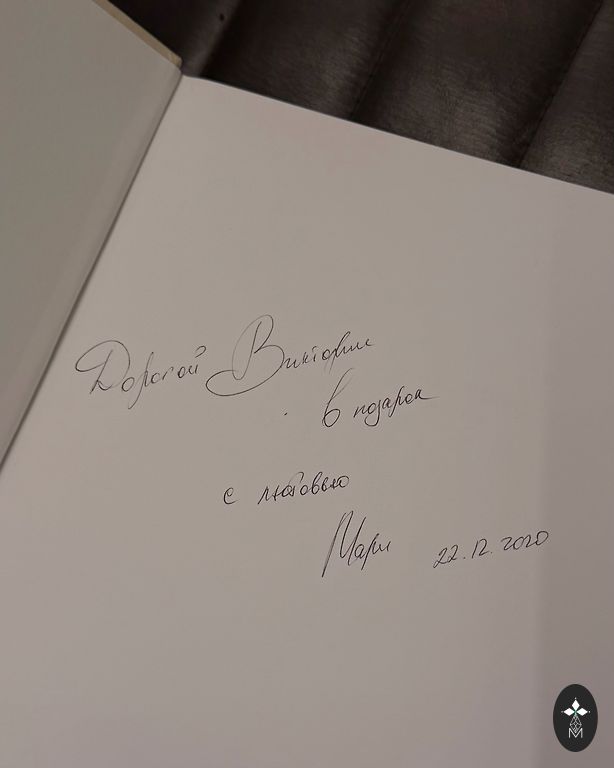 Дорогой Виктории
в подарок
с любовью
Мари 22.12.2020
M